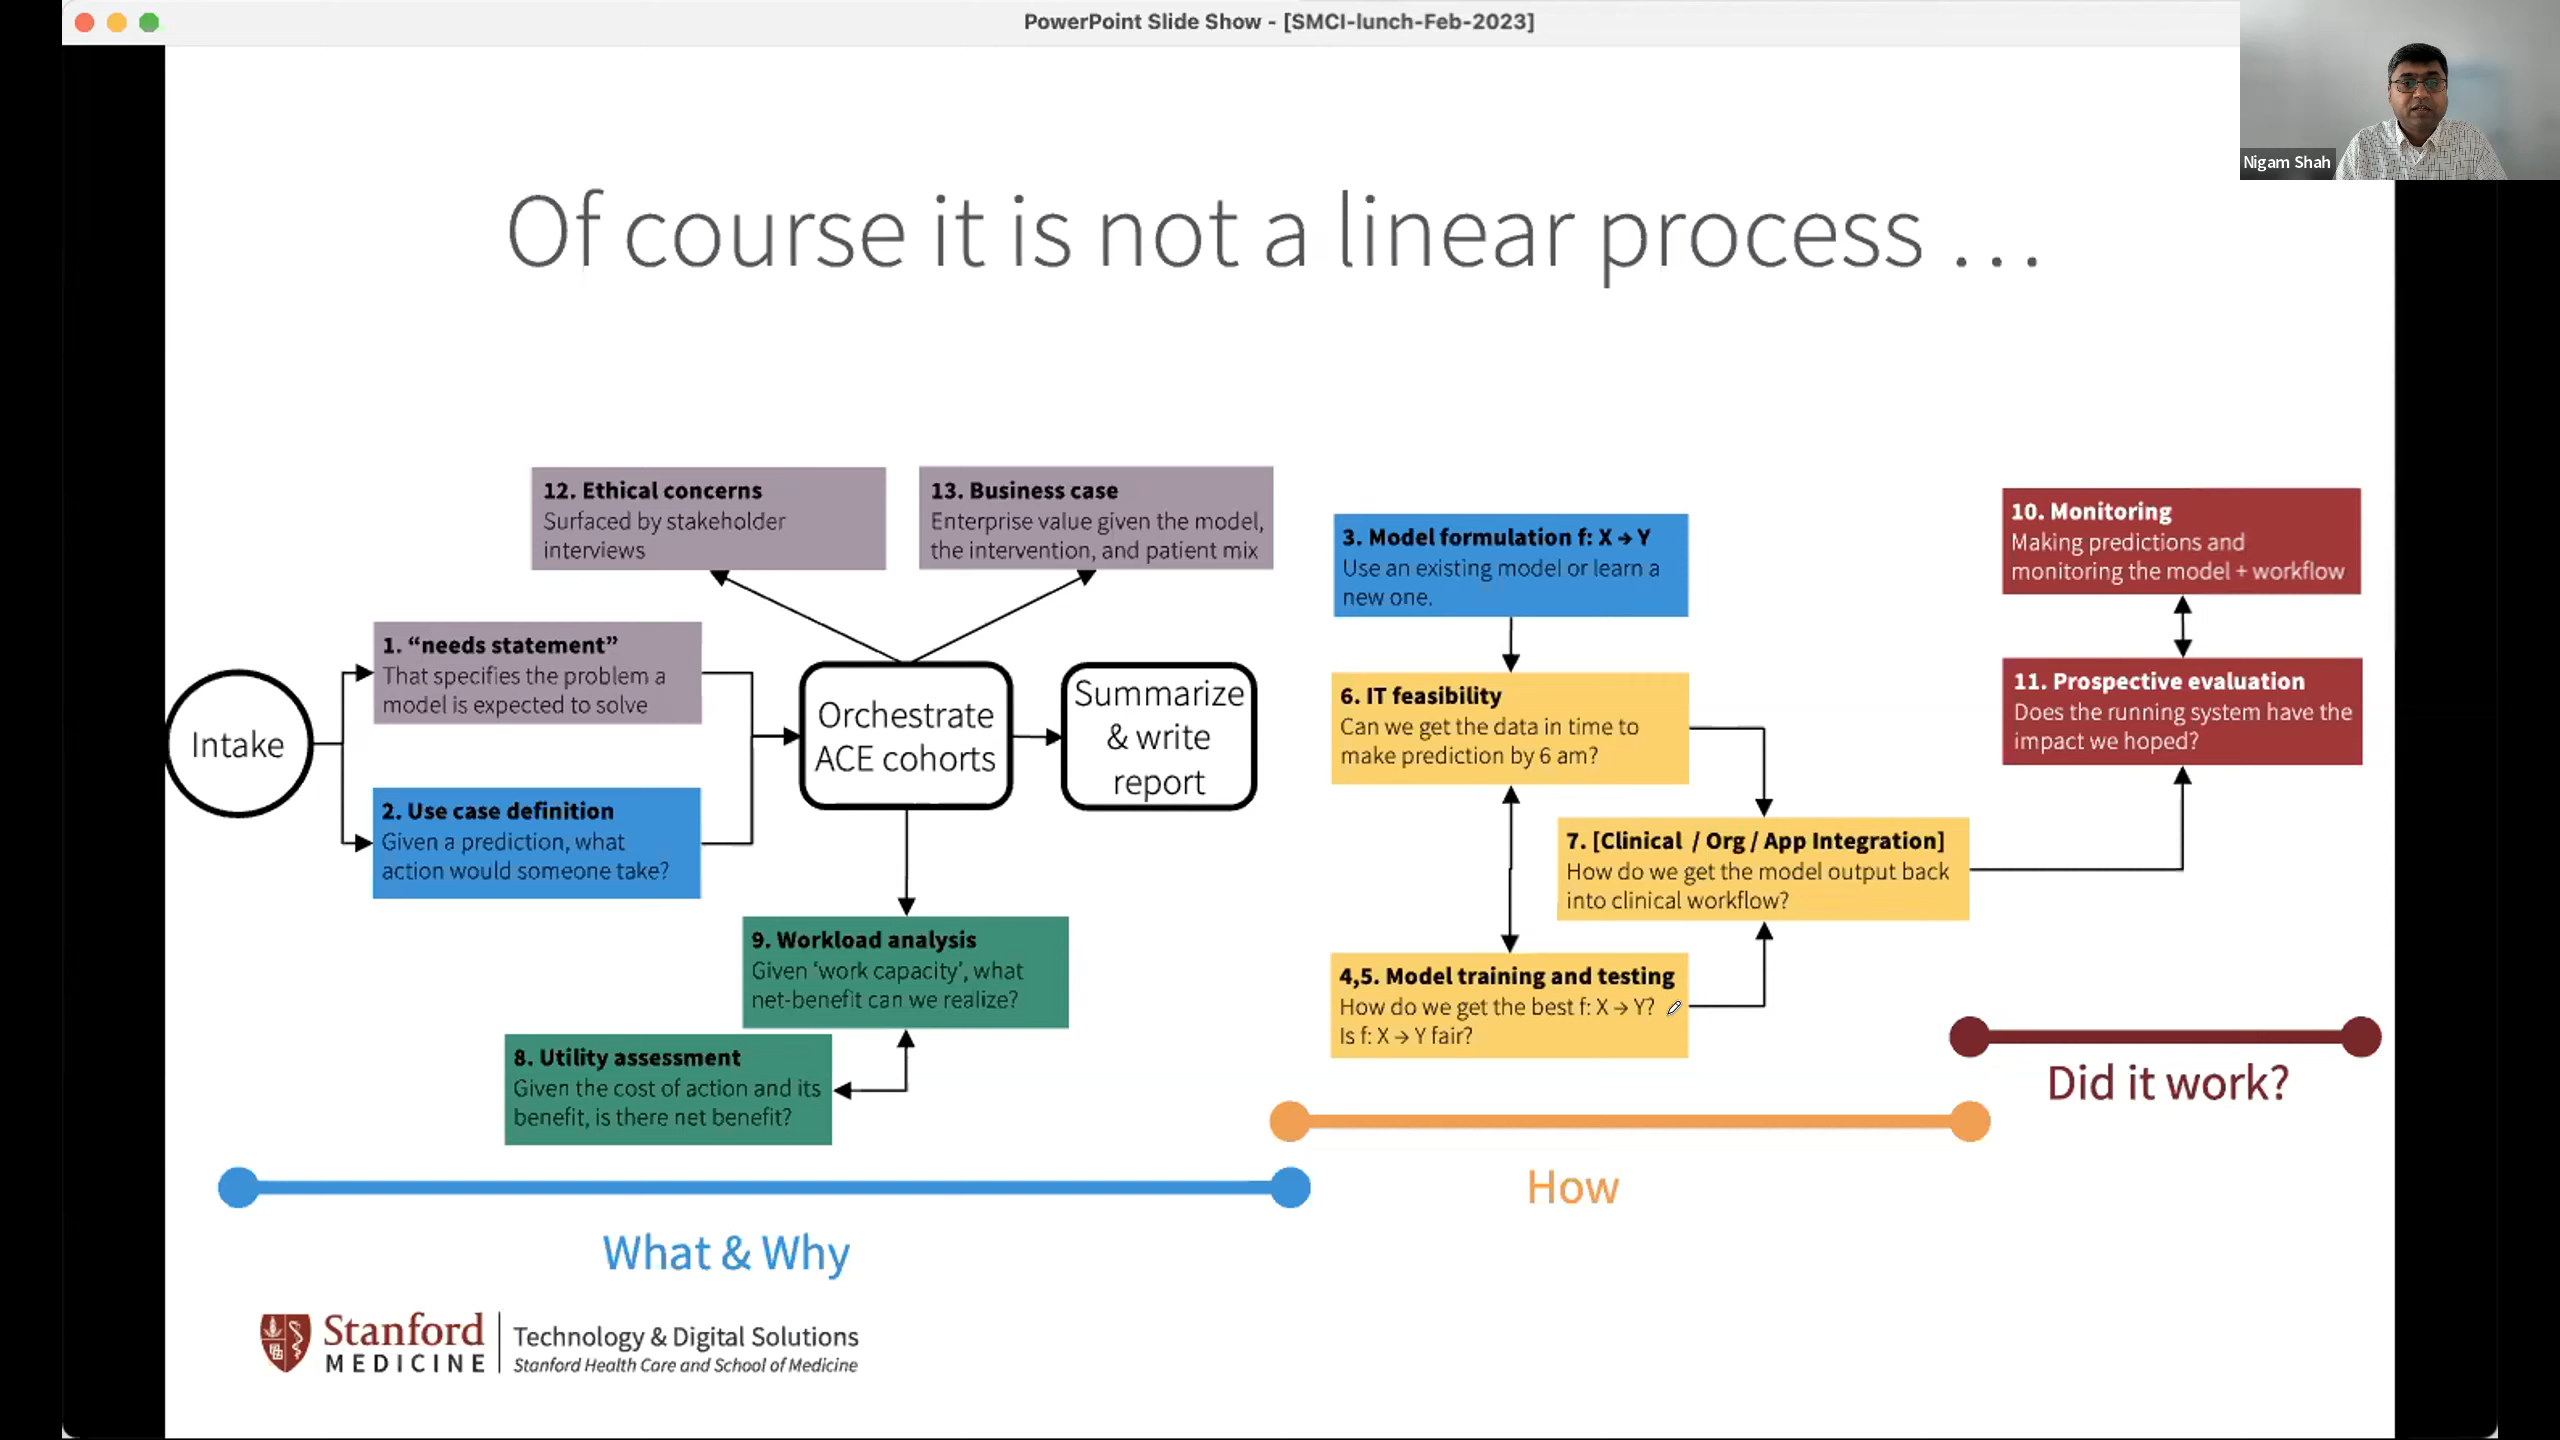 PowerPoint Slide Show - [SMCI-lunch-Feb-2023]
Nigam Shah
Of course it is not a linear process ...
12. Ethical concerns
Surfaced by stakeholder
interviews
13. Business case
Enterprise value given the model,
the intervention, and patient mix
3. Model formulation f: X → Y
Use an existing model or learn a
new one.
10. Monitoring
Making predictions and
monitoring the model + workflow
Intake
1. “needs statement”
That specifies the problem a
model is expected to solve
2. Use case definition
Given a prediction, what
action would someone take?
Orchestrate
ACE cohorts
Summarize
& write
report
6. IT feasibility
Can we get the data in time to
make prediction by 6 am?
11. Prospective evaluation
Does the running system have the
impact we hoped?
7. [Clinical / Org / App Integration]
How do we get the model output back
into clinical workflow?
9. Workload analysis
Given ‘work capacity’, what
net-benefit can we realize?
4,5. Model training and testing
How do we get the best f: X → Y?
Is f: X → Y fair?
8. Utility assessment
Given the cost of action and its
benefit, is there net benefit?
Did it work?
How
What & Why
Stanford
MEDICINE
Technology & Digital Solutions
Stanford Health Care and School of Medicine